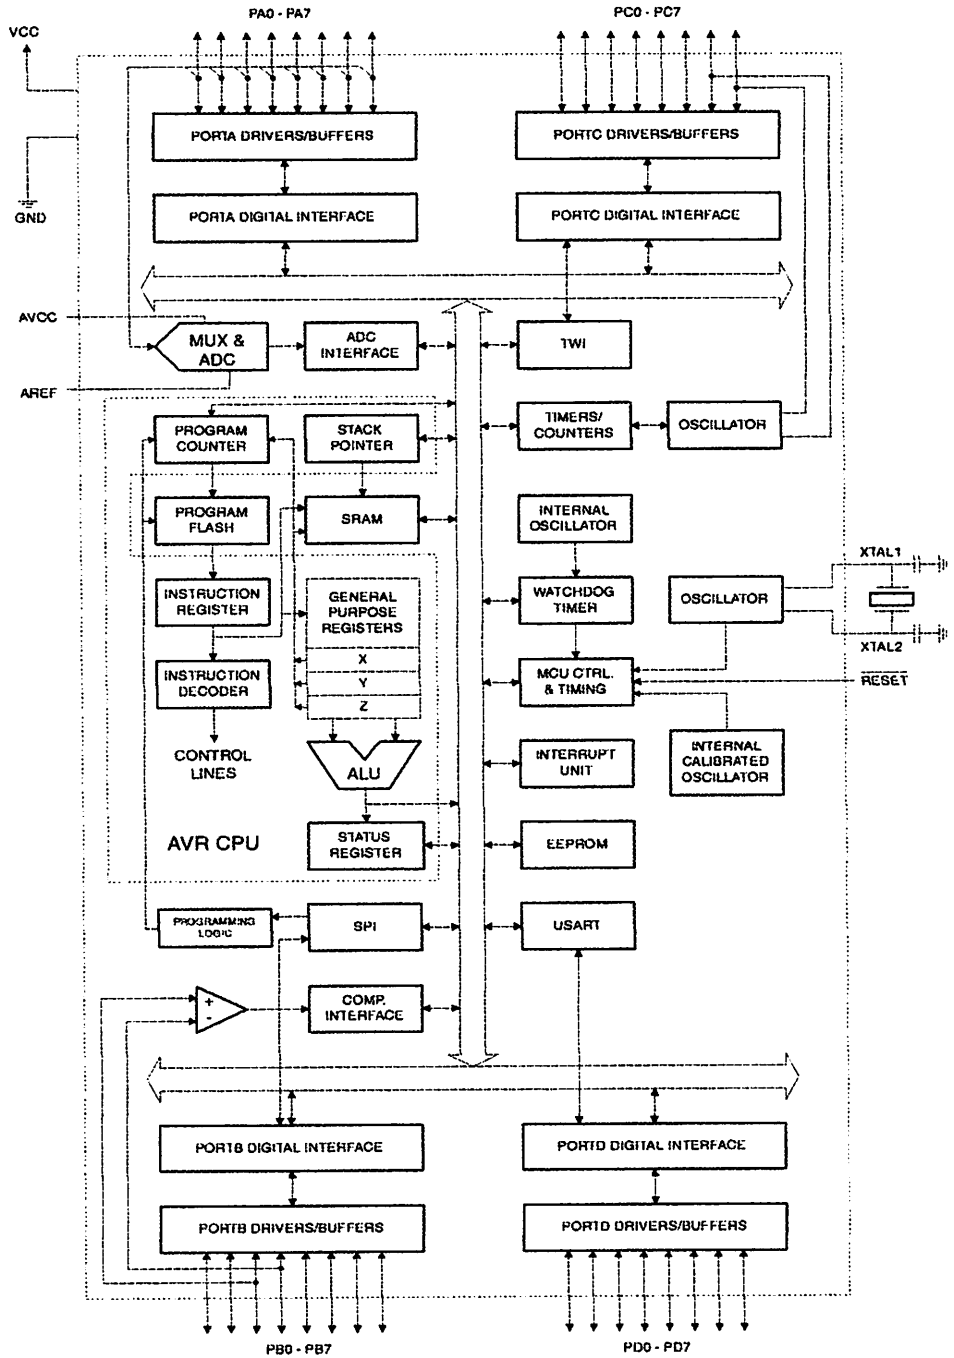 PA0 - PA7
PC0 - PC7
VCC
PORTA DRIVERS/BUFFERS
PORTC DRIVERS/BUFFERS
GND
PORTA DIGITAL INTERFACE
PORTC DIGITAL INTERFACE
AVCC
MUX &
ADC
ADC
INTERFACE
TWI
AREF
PROGRAM
COUNTER
STACK
POINTER
TIMERS/
COUNTERS
OSCILLATOR
PROGRAM
FLASH
SRAM
INTERNAL
OSCILLATOR
XTAL1
INSTRUCTION
REGISTER
GENERAL
PURPOSE
REGISTERS
WATCHDOG
TIMER
OSCILLATOR
XTAL2
X
Y
Z
INSTRUCTION
DECODER
MCU CTRL.
& TIMING
RESET
CONTROL
LINES
ALU
INTERRUPT
UNIT
INTERNAL
CALIBRATED
OSCILLATOR
AVR CPU
STATUS
REGISTER
EEPROM
PROGRAMMING
LOGIC
SPI
USART
+
-
COMP.
INTERFACE
PORTB DIGITAL INTERFACE
PORTD DIGITAL INTERFACE
PORTB DRIVERS/BUFFERS
PORTD DRIVERS/BUFFERS
PB0 - PB7
PD0 - PD7